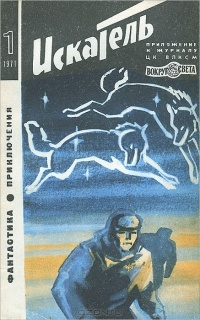 1
1971
Искатель
ПРИЛОЖЕНИЕ
К ЖУРНАЛУ
ЦК ВЛКСМ
ВОКРУГ СВЕТА
ФАНТАСТИКА • ПРИКЛЮЧЕНИЯ